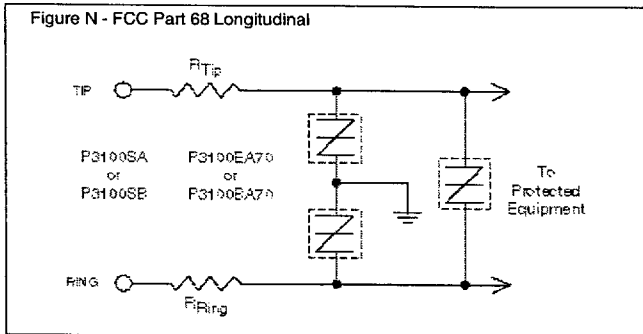 Figure N - FCC Part 68 Longitudinal
RTip
TIP
P3100SA
or
P3100SB
P3100EA70
or
P3100BA70
To
Protected
Equipment
RING
RRing